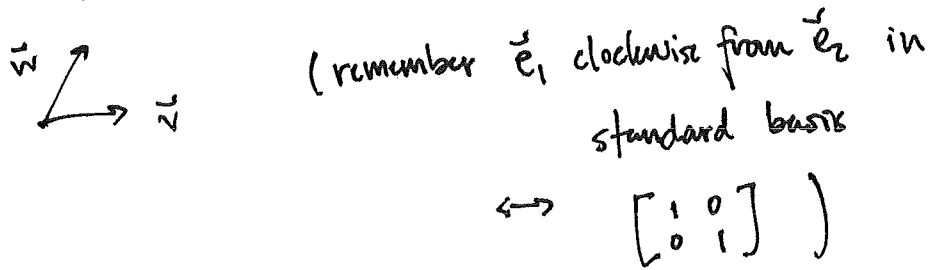 w⃗
v⃗
(remember e⃗₁ clockwise from e⃗₂ in
standard basis
↔ [1 0
0 1] )